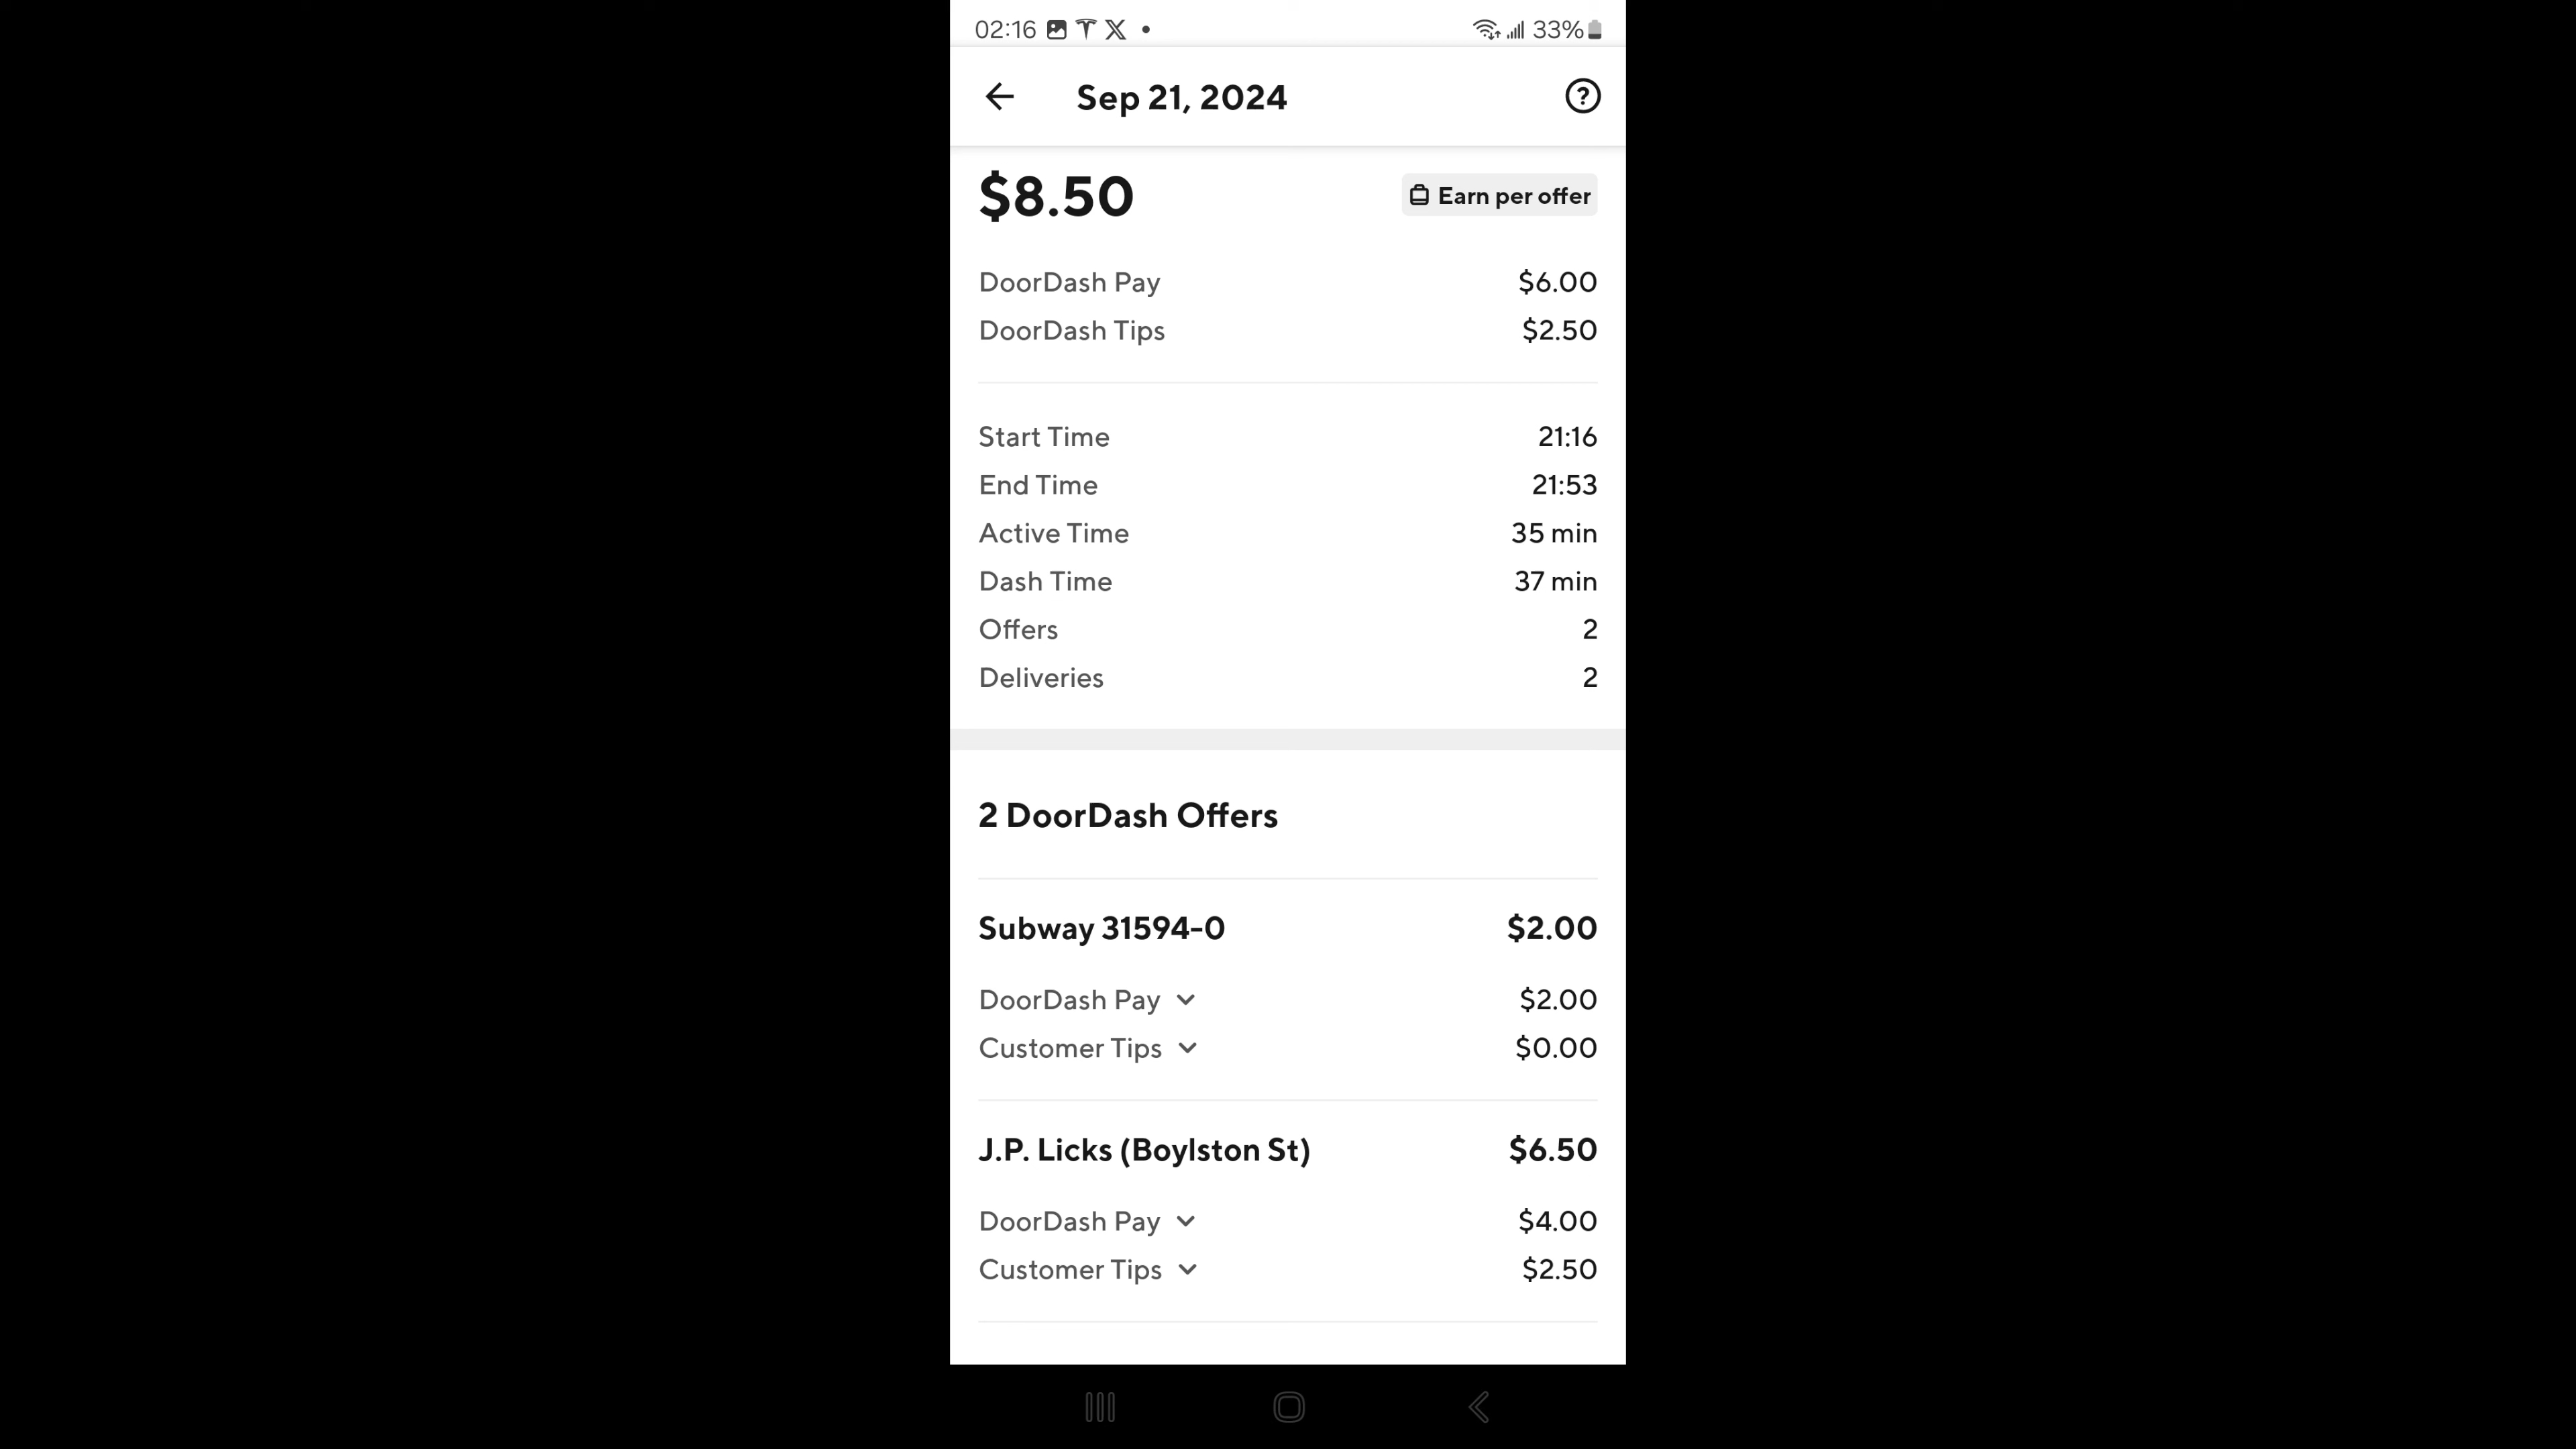 02:16 33%
Sep 21, 2024
$8.50 Earn per offer
DoorDash Pay $6.00
DoorDash Tips $2.50
Start Time 21:16
End Time 21:53
Active Time 35 min
Dash Time 37 min
Offers 2
Deliveries 2
2 DoorDash Offers
Subway 31594-0 $2.00
DoorDash Pay $2.00
Customer Tips $0.00
J.P. Licks (Boylston St) $6.50
DoorDash Pay $4.00
Customer Tips $2.50